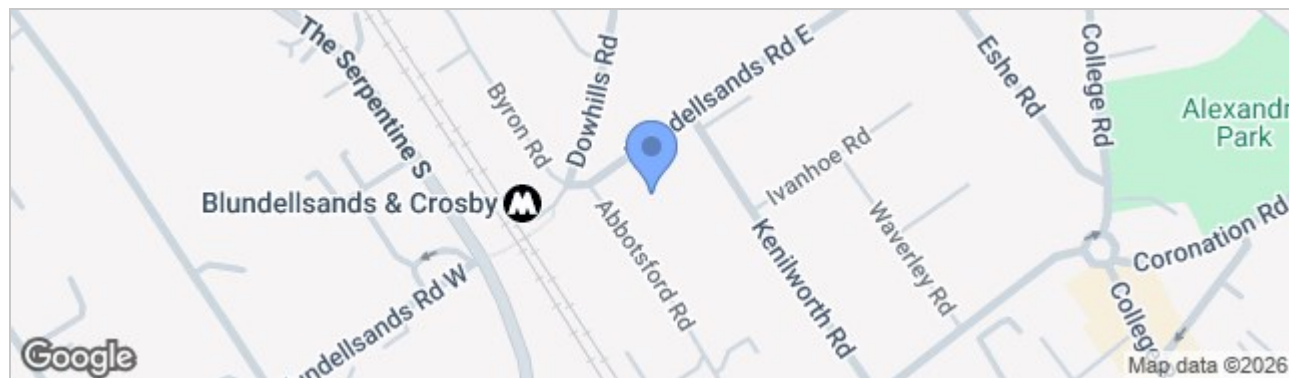 The Serpentine S
Byron Rd
Dowhills Rd
ndellsands Rd E
Eshe Rd
College Rd
Alexandr
Park
Ivanhoe Rd
Blundellsands & Crosby
Abbotsford Rd
Kenilworth Rd
Waverley Rd
Coronation Rd
undellsands Rd W
College
Google
Map data ©2026